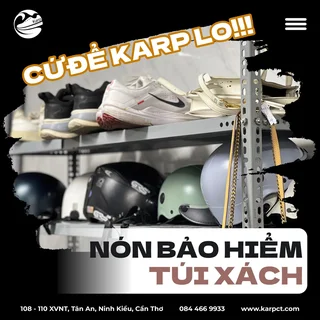 CỨ ĐỂ KARP LO!!!
NÓN BẢO HIỂM
TÚI XÁCH
108 - 110 XVNT, Tân An, Ninh Kiều, Cần Thơ 084 466 9933 www.karpct.com